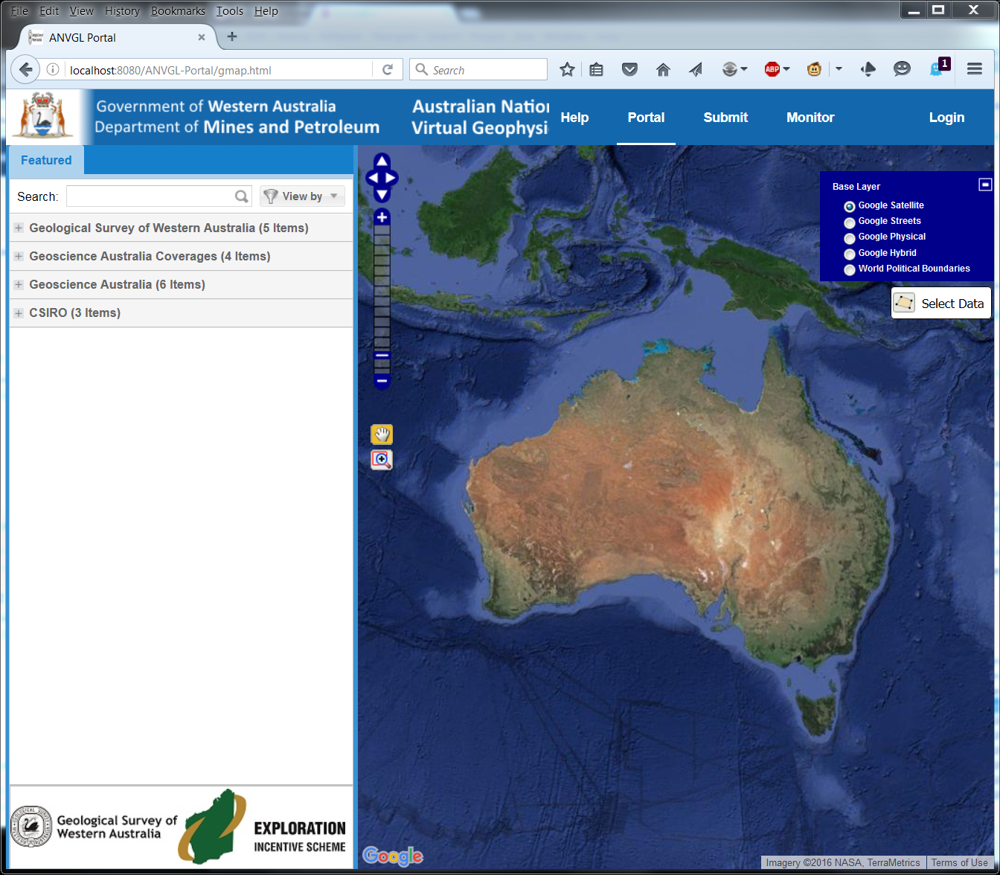 File Edit View History Bookmarks Tools Help
ANVGL Portal
localhost:8080/ANVGL-Portal/gmap.html
Search
ABP
1
Government of Western Australia
Department of Mines and Petroleum
Australian Nation
Virtual Geophysi
Help Portal Submit Monitor Login
Featured
Search:
View by
Geological Survey of Western Australia (5 Items)
Geoscience Australia Coverages (4 Items)
Geoscience Australia (6 Items)
CSIRO (3 Items)
Base Layer
Google Satellite
Google Streets
Google Physical
Google Hybrid
World Political Boundaries
Select Data
Geological Survey of
Western Australia
EXPLORATION
INCENTIVE SCHEME
Google
Imagery ©2016 NASA, TerraMetrics
Terms of Use